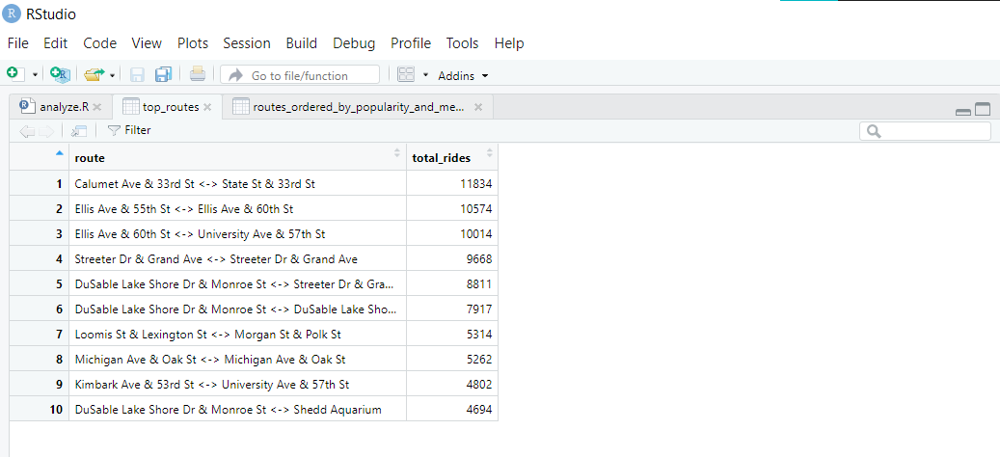 RStudio
File Edit Code View Plots Session Build Debug Profile Tools Help
Go to file/function Addins
analyze.R top_routes routes_ordered_by_popularity_and_me...
Filter
route total_rides
1 Calumet Ave & 33rd St <-> State St & 33rd St 11834
2 Ellis Ave & 55th St <-> Ellis Ave & 60th St 10574
3 Ellis Ave & 60th St <-> University Ave & 57th St 10014
4 Streeter Dr & Grand Ave <-> Streeter Dr & Grand Ave 9668
5 DuSable Lake Shore Dr & Monroe St <-> Streeter Dr & Gra... 8811
6 DuSable Lake Shore Dr & Monroe St <-> DuSable Lake Sho... 7917
7 Loomis St & Lexington St <-> Morgan St & Polk St 5314
8 Michigan Ave & Oak St <-> Michigan Ave & Oak St 5262
9 Kimbark Ave & 53rd St <-> University Ave & 57th St 4802
10 DuSable Lake Shore Dr & Monroe St <-> Shedd Aquarium 4694